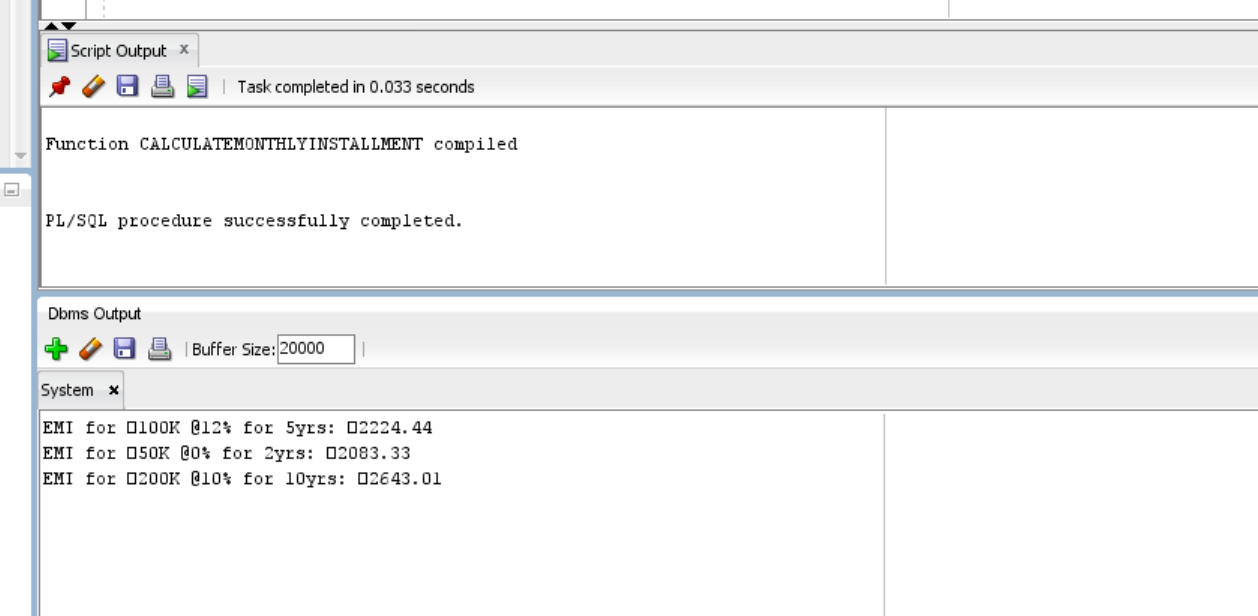 Script Output x
Task completed in 0.033 seconds
Function CALCULATEMONTHLYINSTALLMENT compiled
PL/SQL procedure successfully completed.
Dbms Output
Buffer Size: 20000
System x
EMI for □100K @12% for 5yrs: □2224.44
EMI for □50K @0% for 2yrs: □2083.33
EMI for □200K @10% for 10yrs: □2643.01